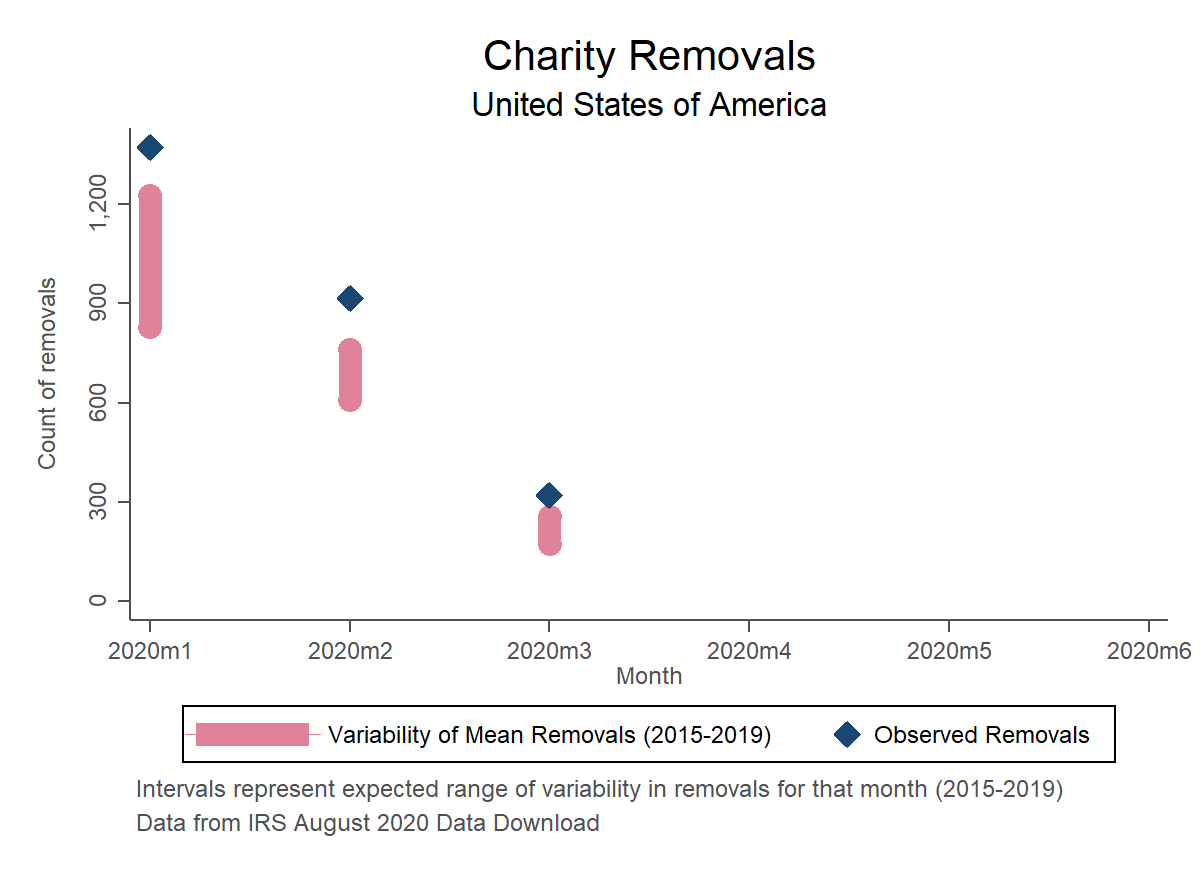 Charity Removals
United States of America
Count of removals
1,200
900
600
300
0
2020m1 2020m2 2020m3 2020m4 2020m5 2020m6
Month
Variability of Mean Removals (2015-2019) Observed Removals
Intervals represent expected range of variability in removals for that month (2015-2019)
Data from IRS August 2020 Data Download